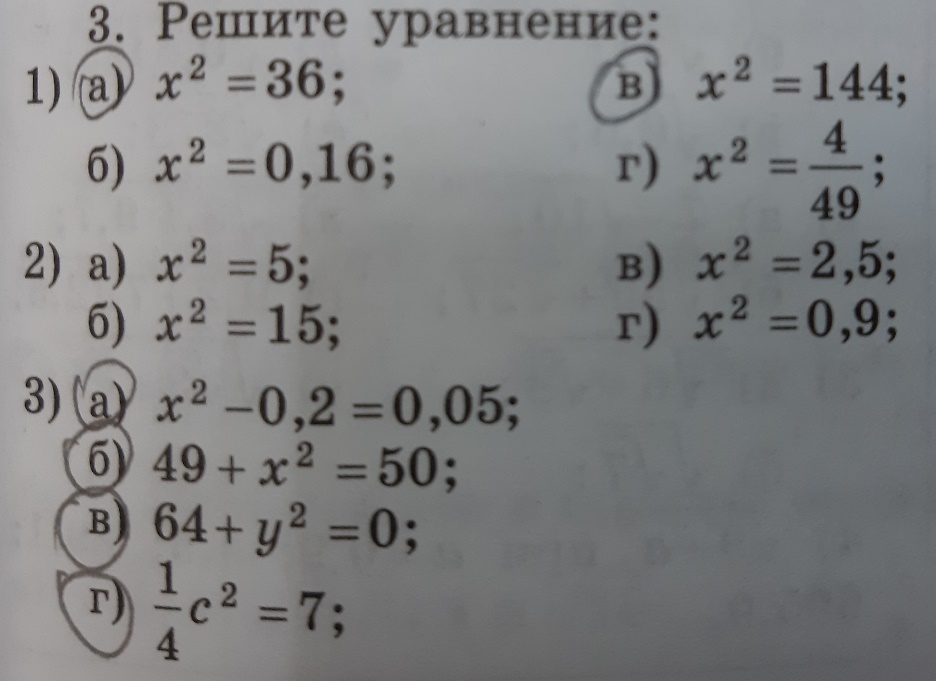 3. Решите уравнение:
1) а) x² = 36; в) x² = 144;
б) x² = 0,16; г) x² = 4/49;
2) а) x² = 5; в) x² = 2,5;
б) x² = 15; г) x² = 0,9;
3) а) x² – 0,2 = 0,05;
б) 49 + x² = 50;
в) 64 + y² = 0;
г) 1/4 c² = 7;